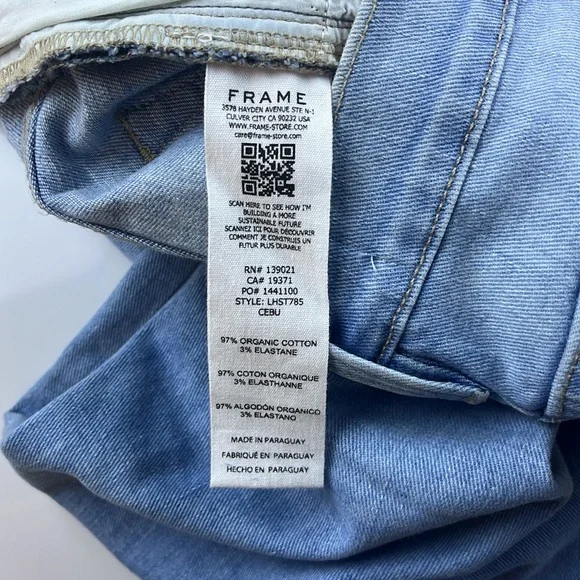 FRAME
3578 HAYDEN AVENUE STE N-1
CULVER CITY CA 90232 USA
WWW.FRAME-STORE.COM
care@frame-store.com
SCAN HERE TO SEE HOW I'M
BUILDING A MORE
SUSTAINABLE FUTURE
SCANNEZ ICI POUR DÉCOUVRIR
COMMENT JE CONSTRUIS UN
FUTUR PLUS DURABLE
RN# 139021
CA# 19371
PO# 1441100
STYLE: LHST785
CEBU
97% ORGANIC COTTON
3% ELASTANE
97% COTON ORGANIQUE
3% ELASTHANNE
97% ALGODÓN ORGANICO
3% ELASTANO
MADE IN PARAGUAY
FABRIQUÉ EN PARAGUAY
HECHO EN PARAGUAY